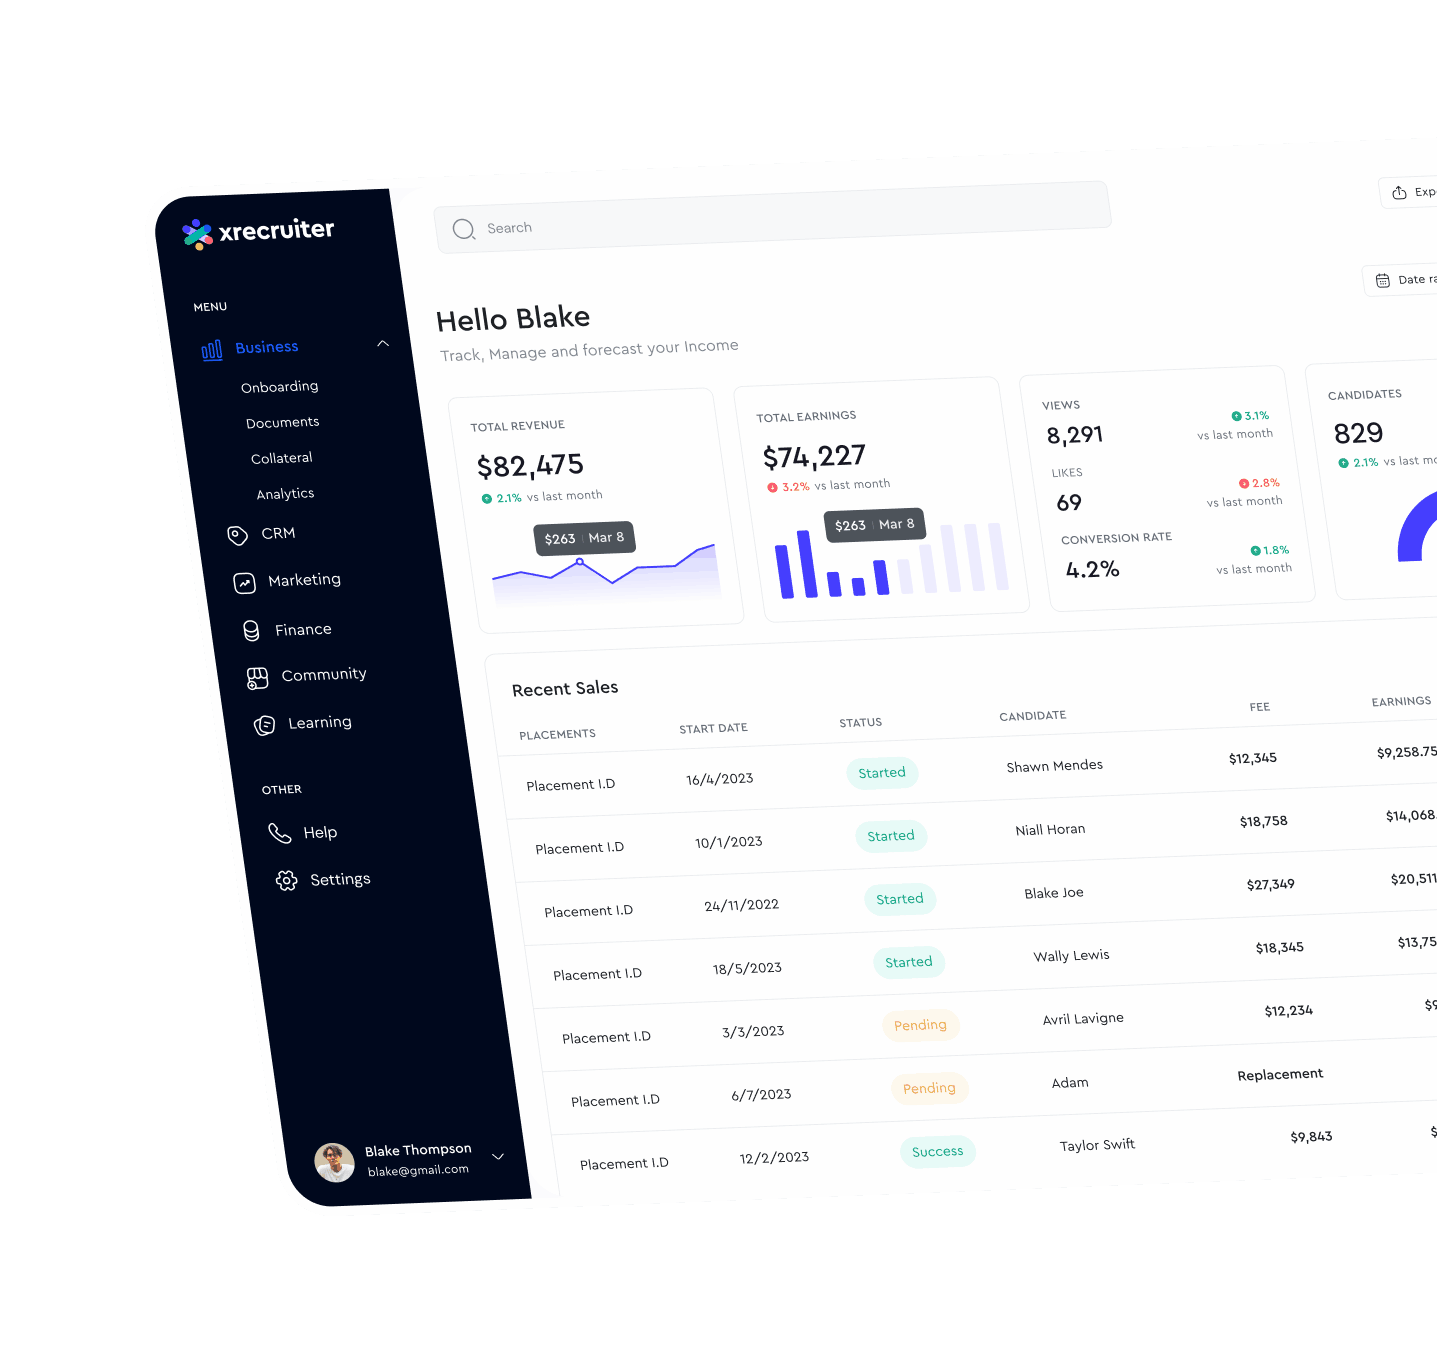 xrecruiter
MENU
Business
Onboarding
Documents
Collateral
Analytics
CRM
Marketing
Finance
Community
Learning
OTHER
Help
Settings
Blake Thompson
blake@gmail.com
Search
Hello Blake
Track, Manage and forecast your Income
TOTAL REVENUE
$82,475
2.1% vs last month
$263 | Mar 8
TOTAL EARNINGS
$74,227
3.2% vs last month
$263 | Mar 8
VIEWS
8,291
3.1%
vs last month
LIKES
69
2.8%
vs last month
CONVERSION RATE
4.2%
1.8%
vs last month
CANDIDATES
829
2.1% vs last
Date
Recent Sales
PLACEMENTS START DATE STATUS CANDIDATE FEE EARNINGS
Placement I.D 16/4/2023 Started Shawn Mendes $12,345 $9,258.75
Placement I.D 10/1/2023 Started Niall Horan $18,758 $14,068.
Placement I.D 24/11/2022 Started Blake Joe $27,349 $20,511
Placement I.D 18/5/2023 Started Wally Lewis $18,345 $13,75
Placement I.D 3/3/2023 Pending Avril Lavigne $12,234
Placement I.D 6/7/2023 Pending Adam Replacement
Placement I.D 12/2/2023 Success Taylor Swift $9,843